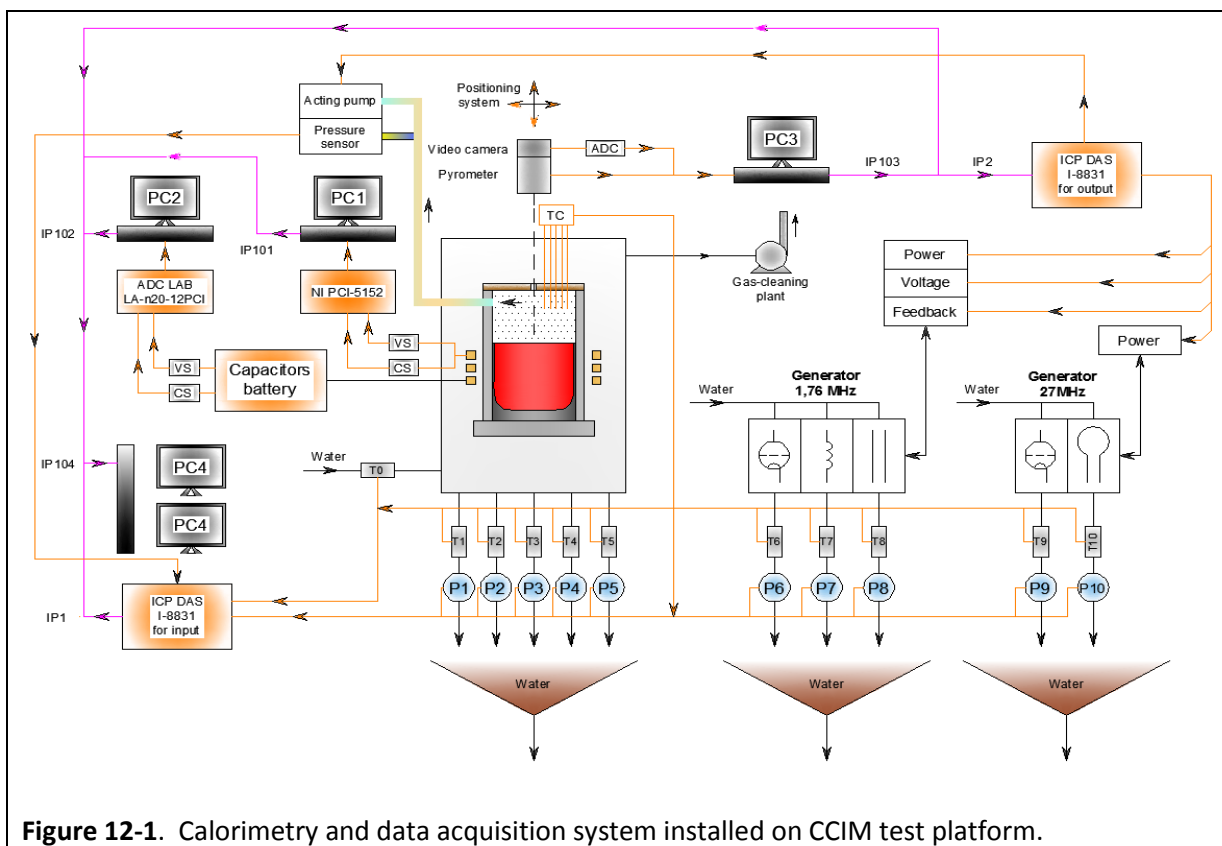 Acting pump
Pressure
sensor
Positioning
system
Video camera
Pyrometer
ADC
PC3
IP103
IP2
ICP DAS
I-8831
for output
PC2
PC1
IP102
IP101
TC
ADC LAB
LA-n20-12PCI
NI PCI-5152
Gas-cleaning
plant
Power
Voltage
Feedback
Power
VS
CS
VS
CS
Capacitors
battery
Generator
1,76 MHz
Generator
27MHz
Water
Water
Water
T0
IP104
PC4
PC4
T1
T2
T3
T4
T5
T6
T7
T8
T9
T10
P1
P2
P3
P4
P5
P6
P7
P8
P9
P10
IP1
ICP DAS
I-8831
for input
Water
Water
Water
Figure 12-1. Calorimetry and data acquisition system installed on CCIM test platform.